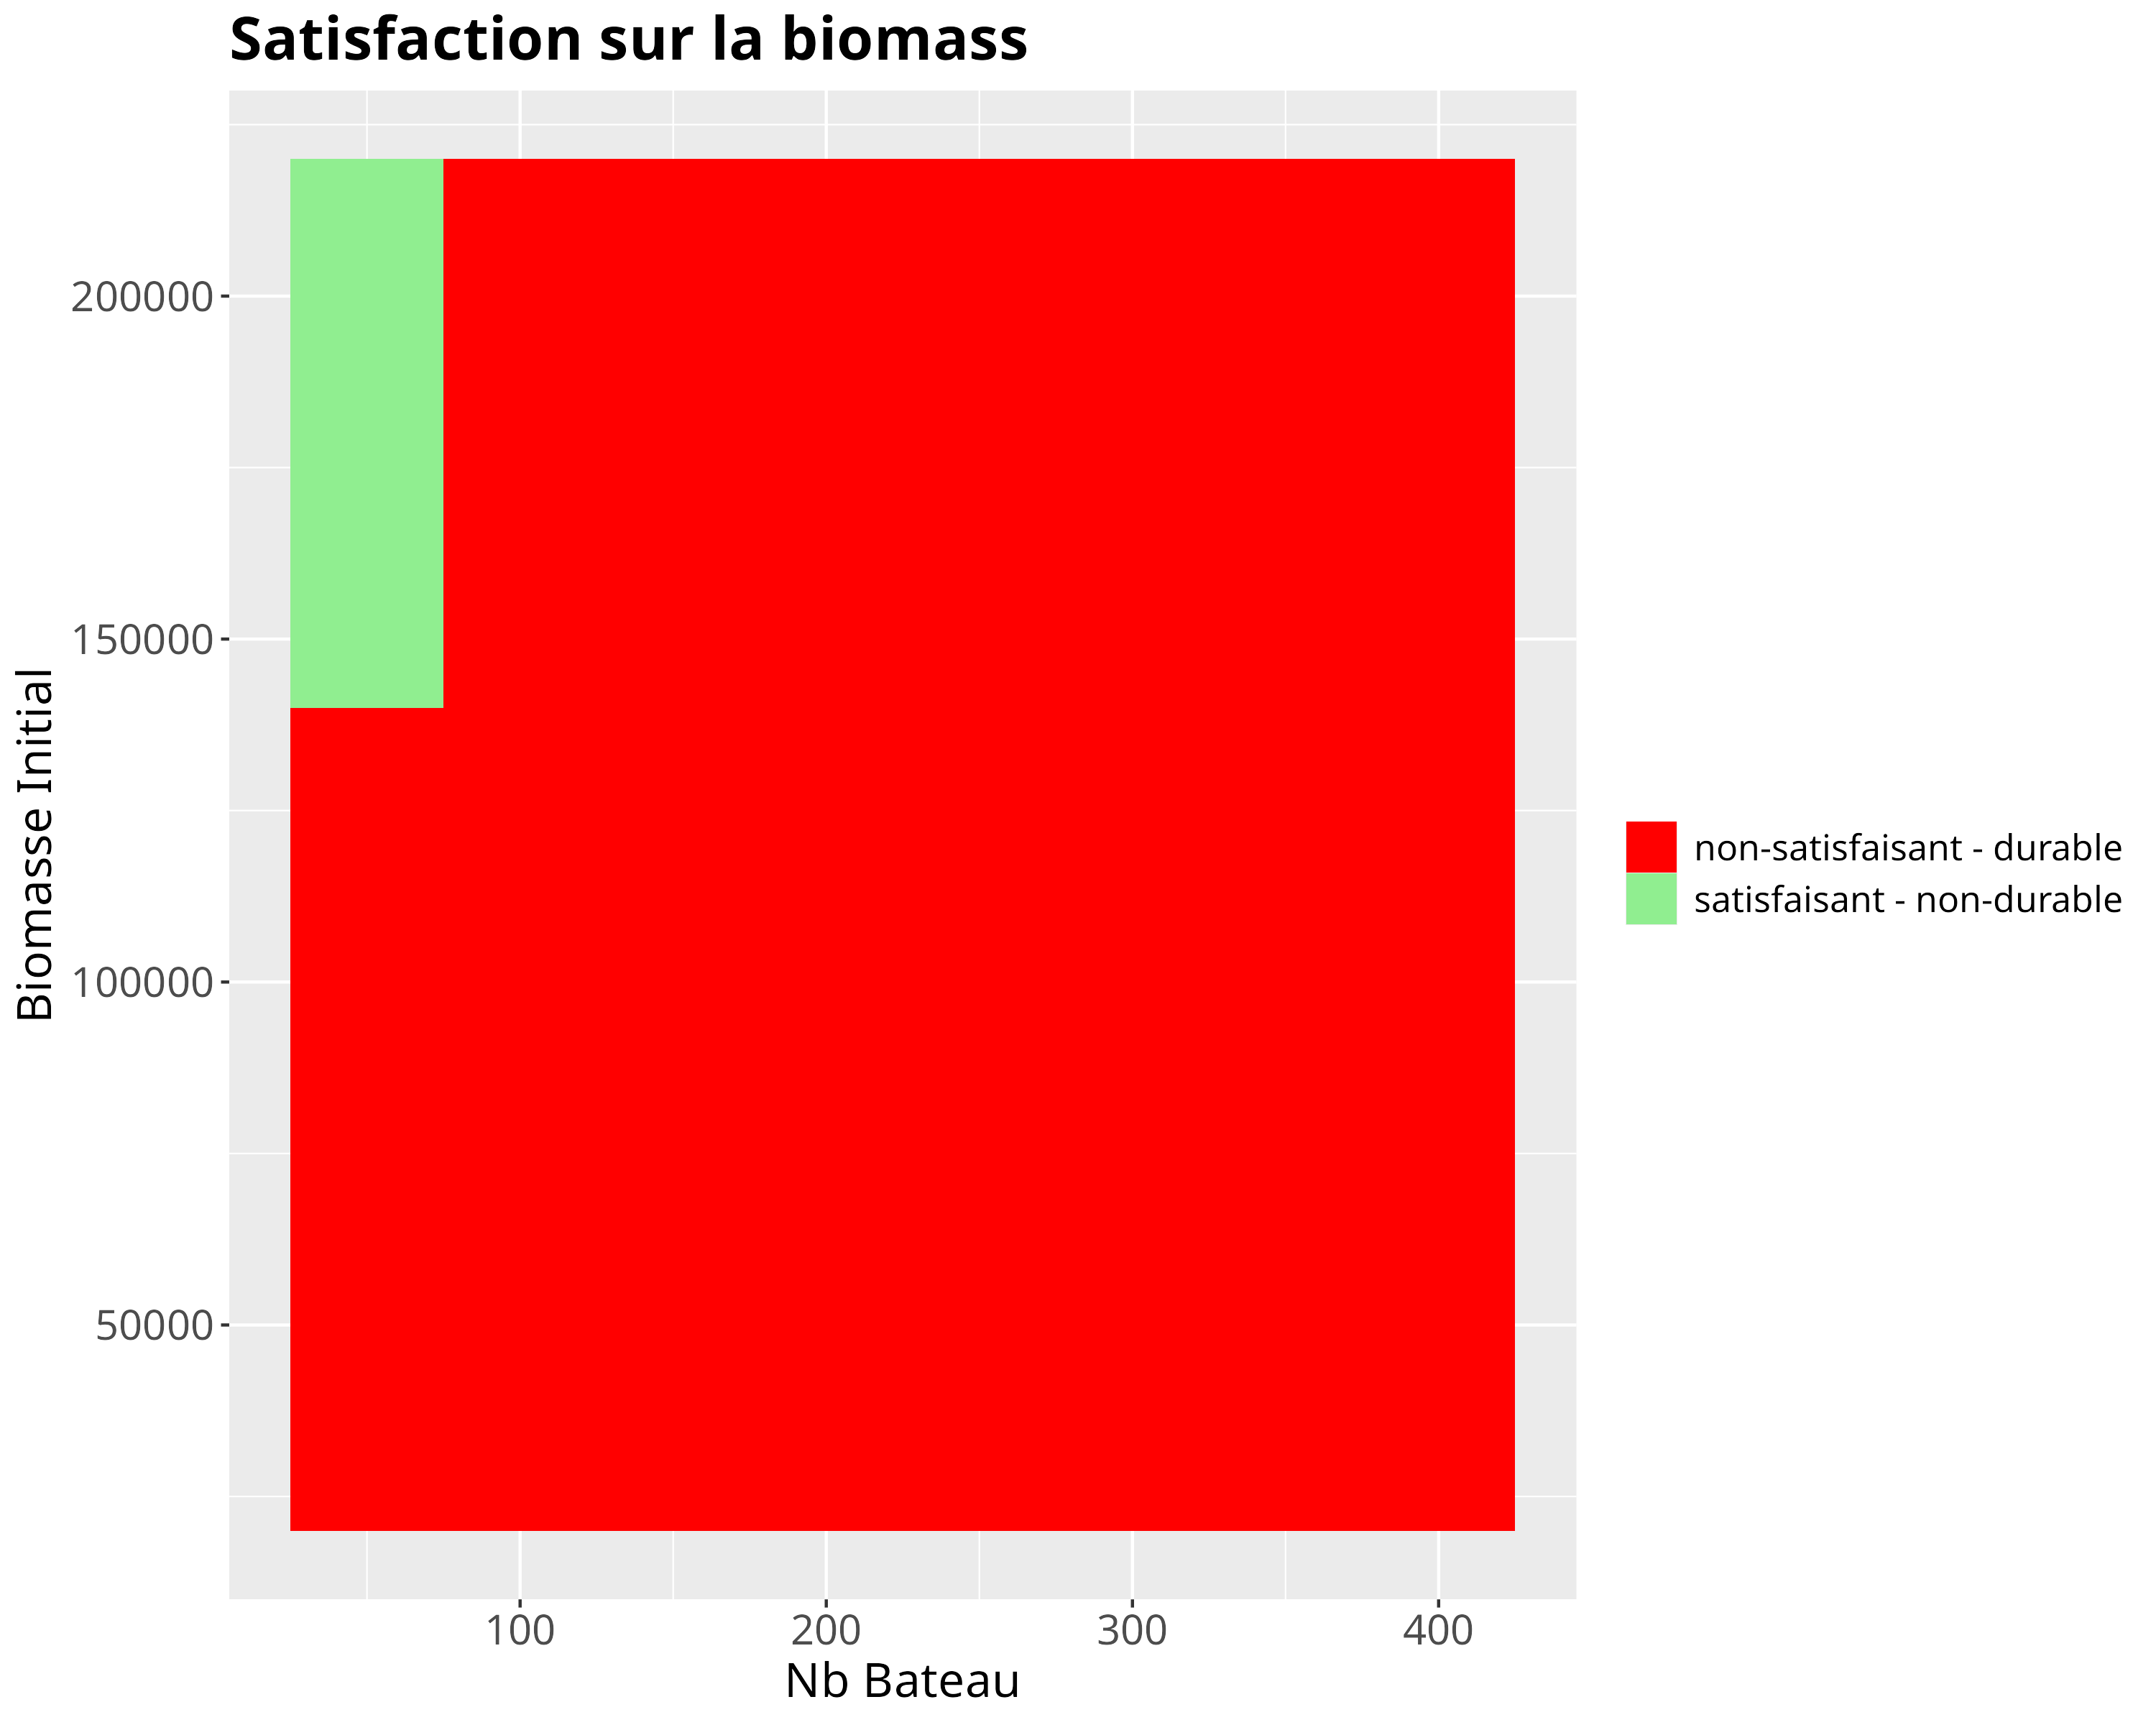 Satisfaction sur la biomass
Biomasse Initial
200000
150000
100000
50000
100
200
300
400
Nb Bateau
non-satisfaisant - durable
satisfaisant - non-durable